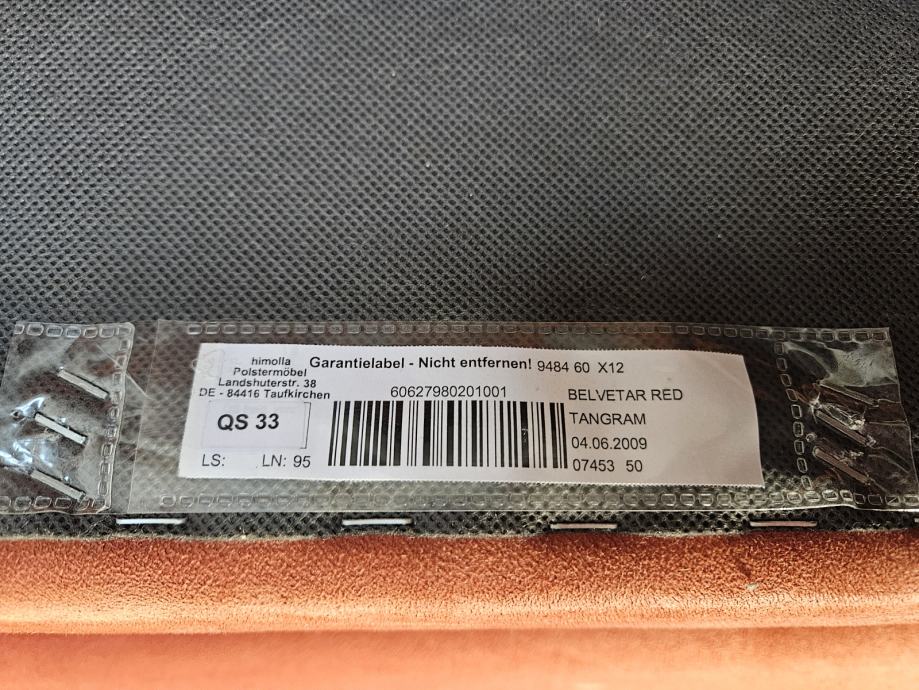 himolla
Polstermöbel
Landshuterstr. 38
DE - 84416 Taufkirchen
QS 33
LS: LN: 95
Garantielabel - Nicht entfernen! 9484 60 X12
60627980201001
BELVETAR RED
TANGRAM
04.06.2009
07453 50